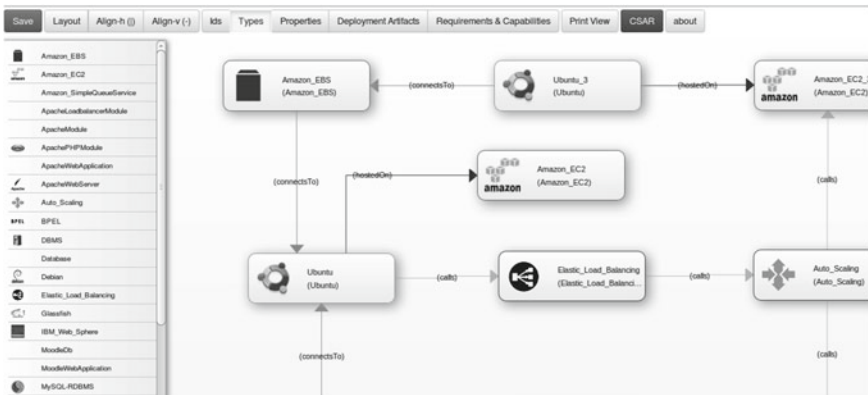 Save Layout Align-h (|) Align-v (-) Ids Types Properties Deployment Artifacts Requirements & Capabilities Print View CSAR about
Amazon_EBS
Amazon_EC2
Amazon_SimpleQueueService
ApacheLoadbalancerModule
ApacheModule
ApachePHPModule
ApacheWebApplication
Apache
ApacheWebServer
Auto_Scaling
BPEL
BPEL
DBMS
Database
Debian
Elastic_Load_Balancing
Glassfish
IBM_Web_Sphere
MoodleDb
MoodleWebApplication
MySQL-RDBMS
Amazon_EBS
(Amazon_EBS)
(connectsTo)
Ubuntu_3
(Ubuntu)
(hostedOn)
amazon
Amazon_EC2_
(Amazon_EC2)
(connectsTo)
(hostedOn)
amazon
Amazon_EC2
(Amazon_EC2)
(calls)
Ubuntu
(Ubuntu)
(calls)
Elastic_Load_Balancing
(Elastic_Load_Balanci...
(calls)
Auto_Scaling
(Auto_Scaling)
(connectsTo)
(calls)